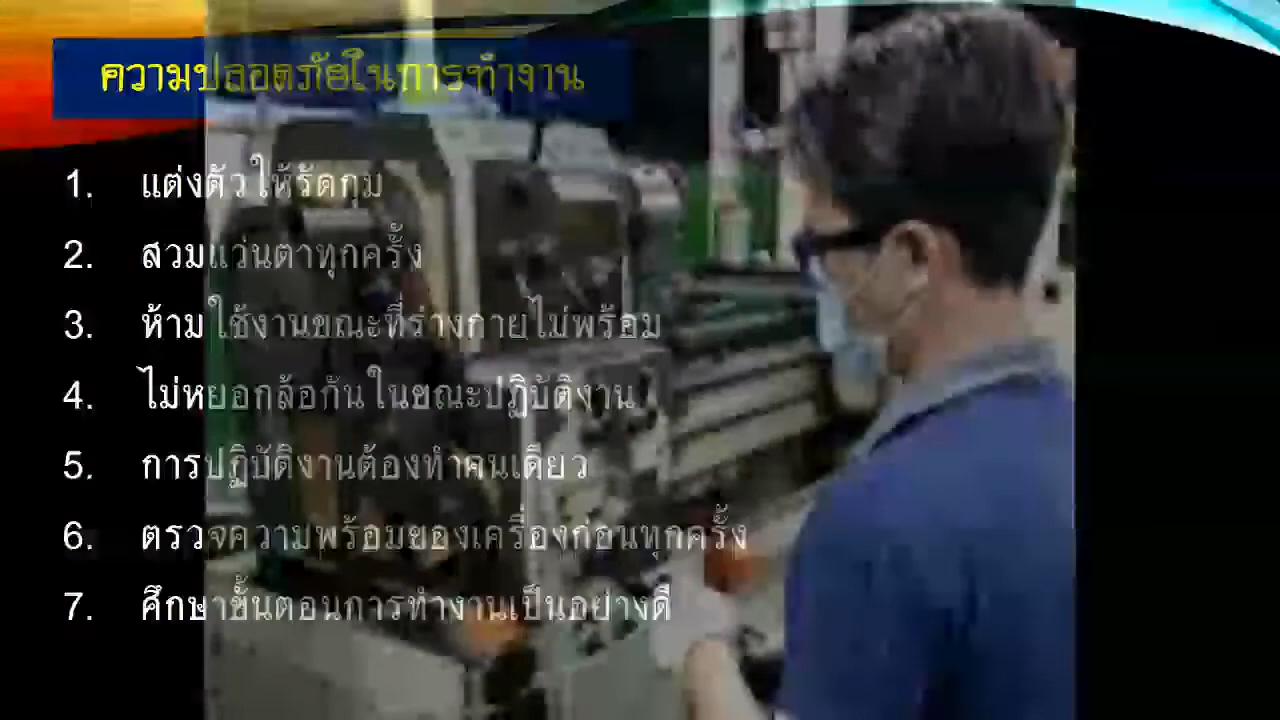 ความปลอดภัยในการทำงาน
1. แต่งตัวให้รัดกุม
2. สวมแว่นตาทุกครั้ง
3. ห้ามใช้งานขณะที่ร่างกายไม่พร้อม
4. ไม่หยอกล้อกันในขณะปฏิบัติงาน
5. การปฏิบัติงานต้องทำคนเดียว
6. ตรวจความพร้อมของเครื่องก่อนทุกครั้ง
7. ศึกษาขั้นตอนการทำงานเป็นอย่างดี